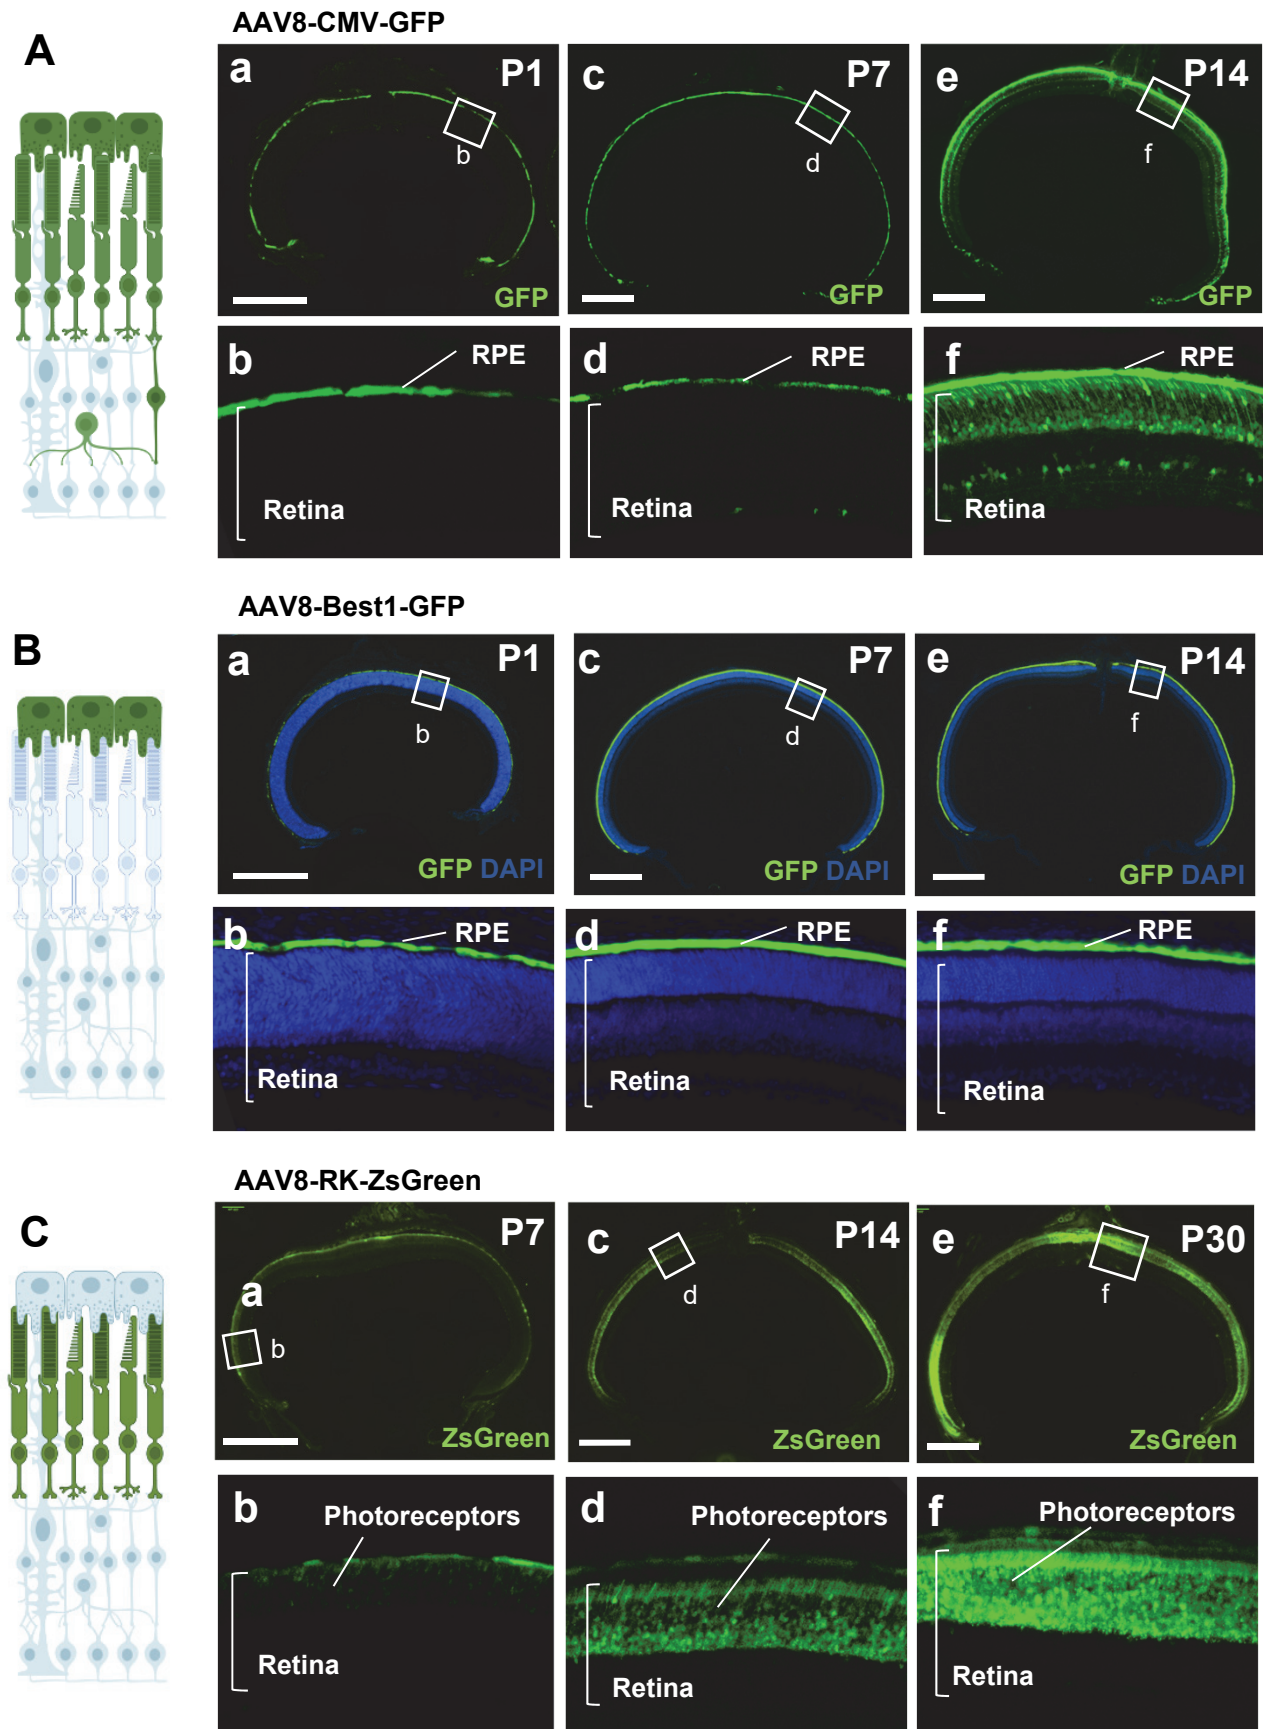 AAV8-CMV-GFP
A
a P1 c P7 e P14
b d f
GFP GFP GFP
b RPE d RPE f RPE
Retina Retina Retina
AAV8-Best1-GFP
B
a P1 c P7 e P14
b d f
GFP DAPI GFP DAPI GFP DAPI
b RPE d RPE f RPE
Retina Retina Retina
AAV8-RK-ZsGreen
C
P7 c P14 e P30
a d f
b
ZsGreen ZsGreen ZsGreen
b Photoreceptors d Photoreceptors f Photoreceptors
Retina Retina Retina